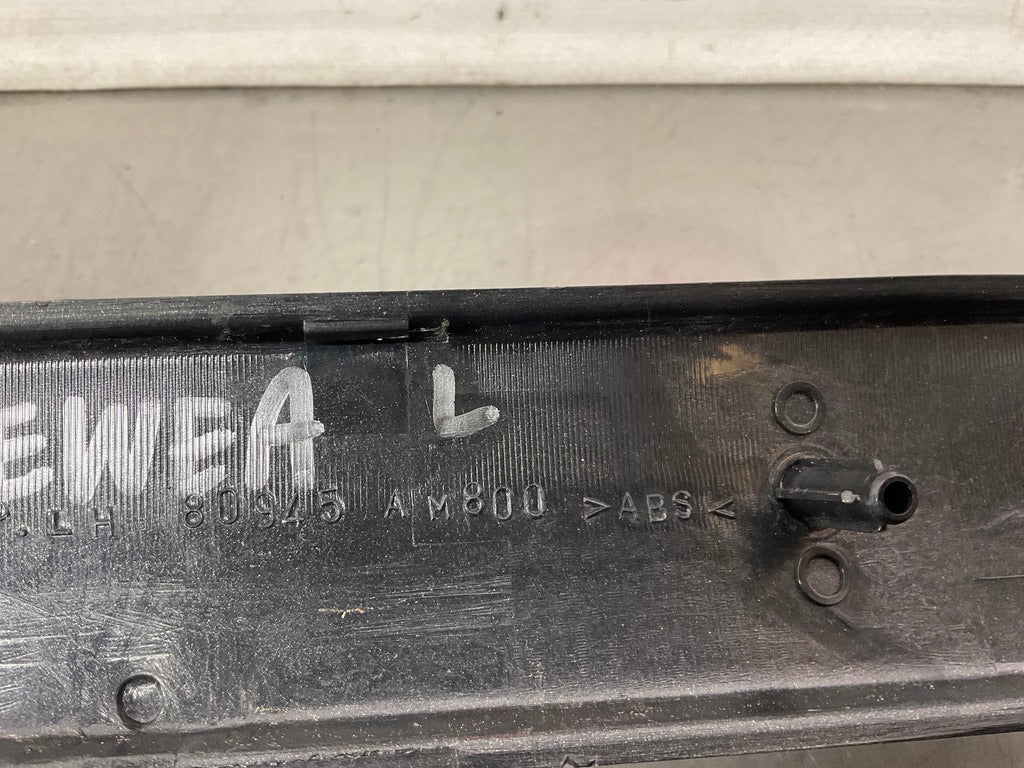 EWEA L
P.LH 80945 AM800 >ABS<